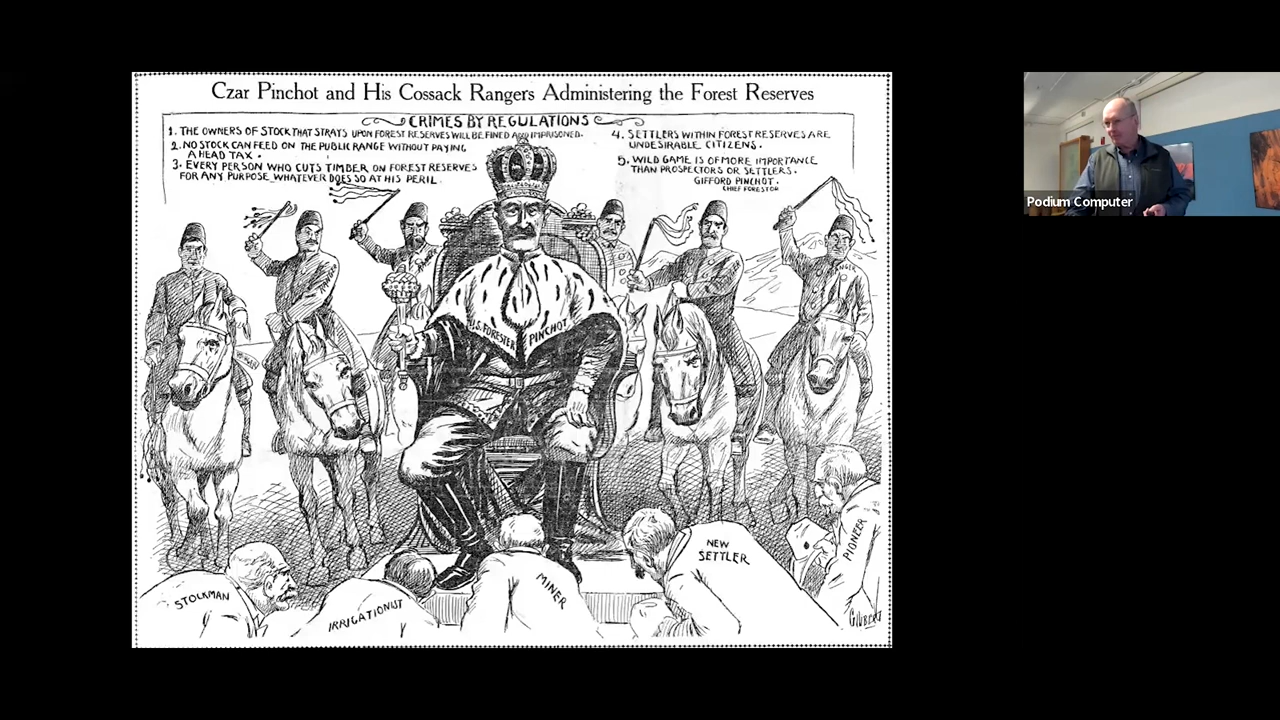 Czar Pinchot and His Cossack Rangers Administering the Forest Reserves
CRIMES BY REGULATIONS
1. THE OWNERS OF STOCK THAT STRAYS UPON FOREST RESERVES WILL BE FINED AND IMPRISONED.
2. NO STOCK CAN FEED ON THE PUBLIC RANGE WITHOUT PAYING
A HEAD TAX.
3. EVERY PERSON WHO CUTS TIMBER ON FOREST RESERVES
FOR ANY PURPOSE WHATEVER DOES SO AT HIS PERIL.
4. SETTLERS WITHIN FOREST RESERVES ARE
UNDESIRABLE CITIZENS.
5. WILD GAME IS OF MORE IMPORTANCE
THAN PROSPECTORS OR SETTLERS.
GIFFORD PINCHOT.
CHIEF FORESTOR
U.S. FORESTER PINCHOT
STOCKMAN
IRRIGATIONIST
MINER
NEW
SETTLER
PIONEER
Podium Computer